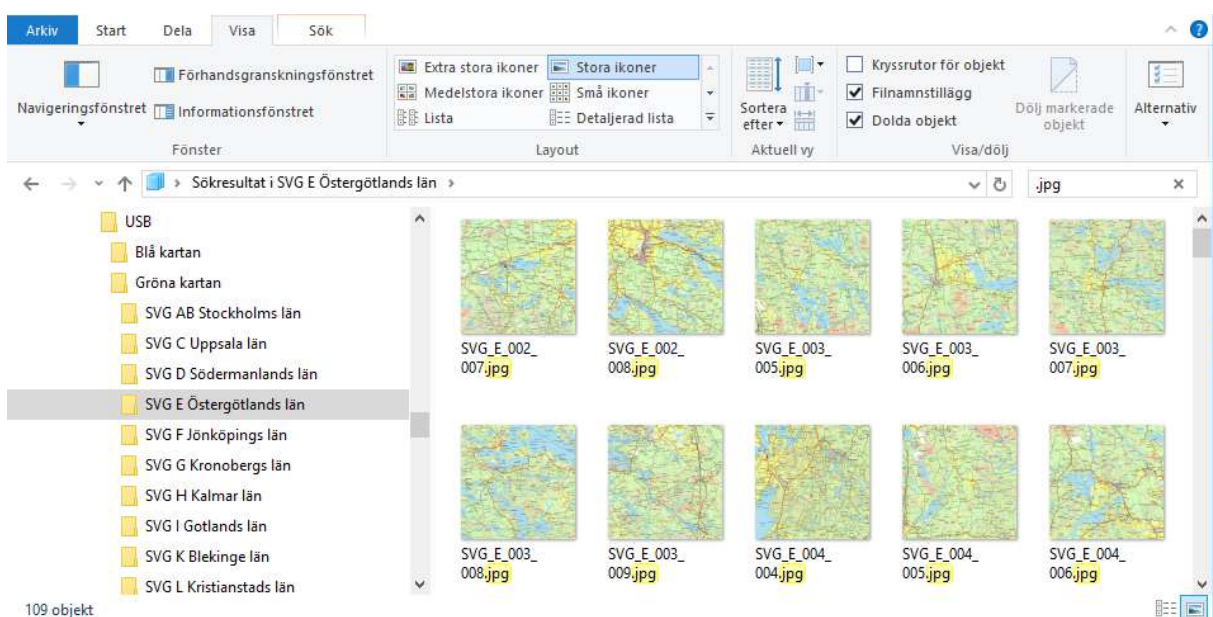 Arkiv Start Dela Visa Sök
Förhandsgranskningsfönstret
Navigeringsfönstret
Informationsfönstret
Fönster
Extra stora ikoner Stora ikoner
Medelstora ikoner Små ikoner
Lista Detaljerad lista
Layout
Sortera
efter
Aktuell vy
Kryssrutor för objekt
Filnamnstillägg
Dolda objekt
Dölj markerade
objekt
Visa/dölj
Alternativ
Sökresultat i SVG E Östergötlands län
.jpg
USB
Blå kartan
Gröna kartan
SVG AB Stockholms län
SVG C Uppsala län
SVG D Södermanlands län
SVG E Östergötlands län
SVG F Jönköpings län
SVG G Kronobergs län
SVG H Kalmar län
SVG I Gotlands län
SVG K Blekinge län
SVG L Kristianstads län
SVG_E_002_
007.jpg
SVG_E_002_
008.jpg
SVG_E_003_
005.jpg
SVG_E_003_
006.jpg
SVG_E_003_
007.jpg
SVG_E_003_
008.jpg
SVG_E_003_
009.jpg
SVG_E_004_
004.jpg
SVG_E_004_
005.jpg
SVG_E_004_
006.jpg
109 objekt